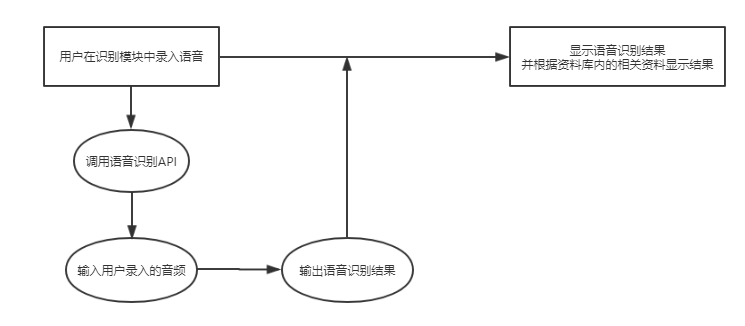 用户在识别模块中录入语音
显示语音识别结果
并根据资料库内的相关资料显示结果
调用语音识别API
输入用户录入的音频
输出语音识别结果